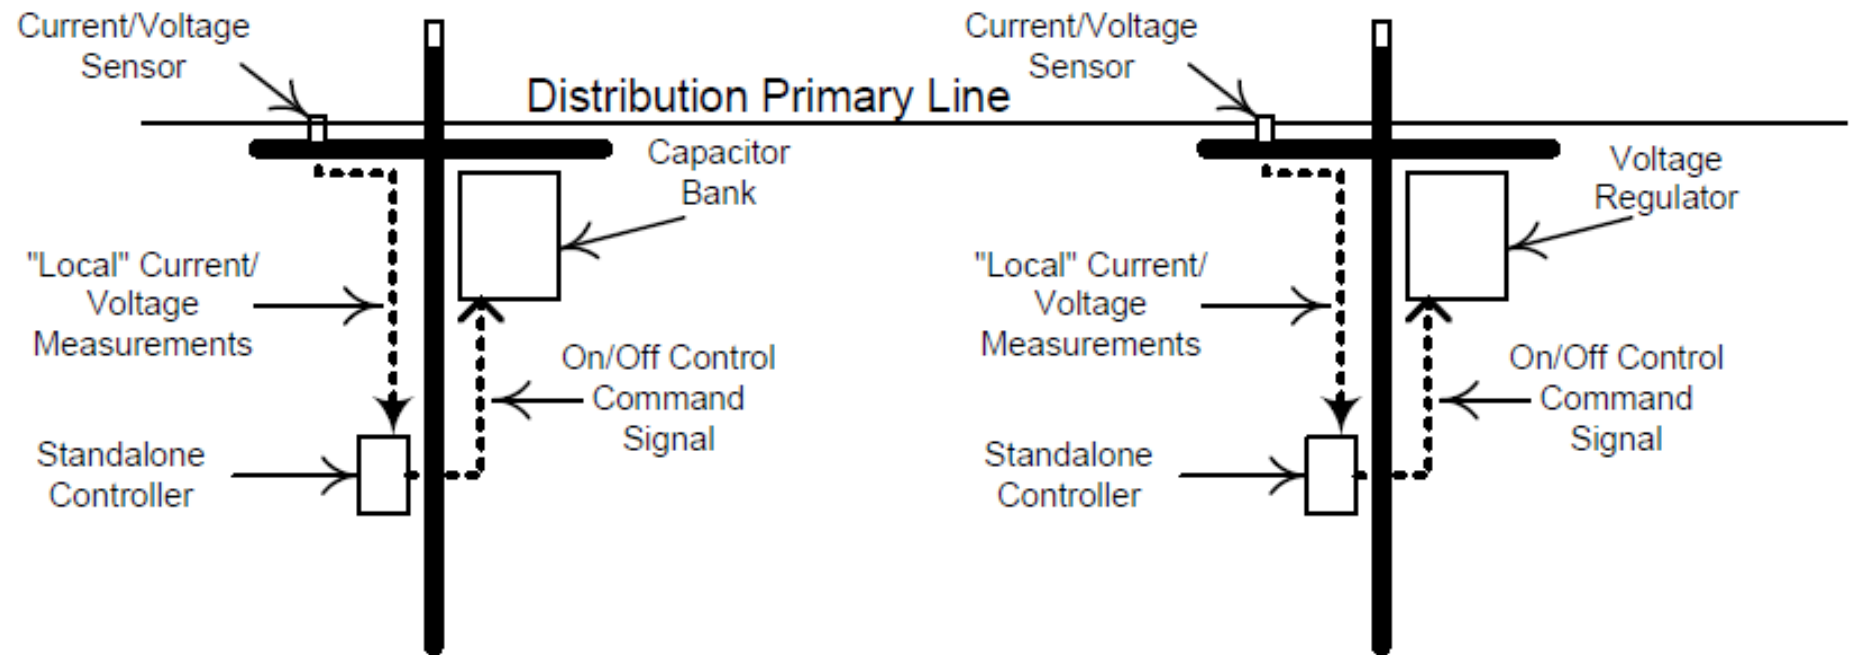 Current/Voltage
Sensor
Distribution Primary Line
Capacitor
Bank
"Local" Current/
Voltage
Measurements
On/Off Control
Command
Signal
Standalone
Controller
Current/Voltage
Sensor
Voltage
Regulator
"Local" Current/
Voltage
Measurements
On/Off Control
Command
Signal
Standalone
Controller